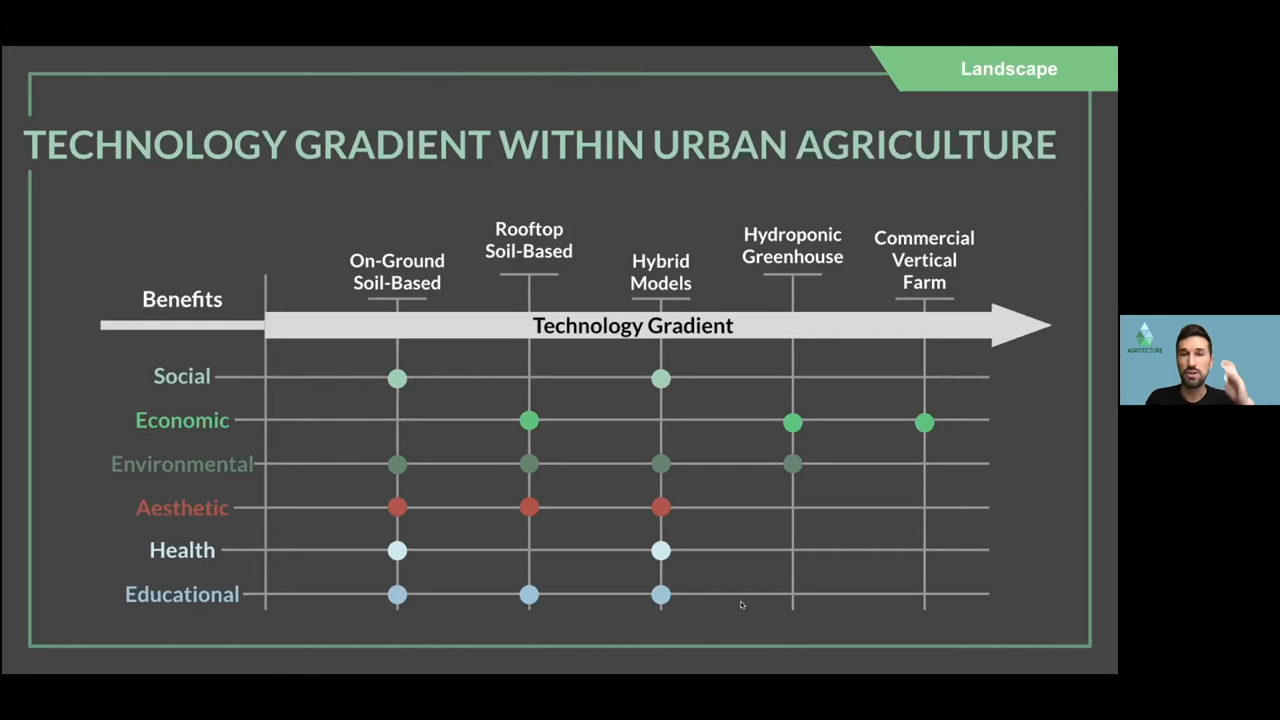 Landscape
TECHNOLOGY GRADIENT WITHIN URBAN AGRICULTURE
On-Ground
Soil-Based
Rooftop
Soil-Based
Hybrid
Models
Hydroponic
Greenhouse
Commercial
Vertical
Farm
Benefits
Technology Gradient
Social
Economic
Environmental
Aesthetic
Health
Educational
AGRITECTURE